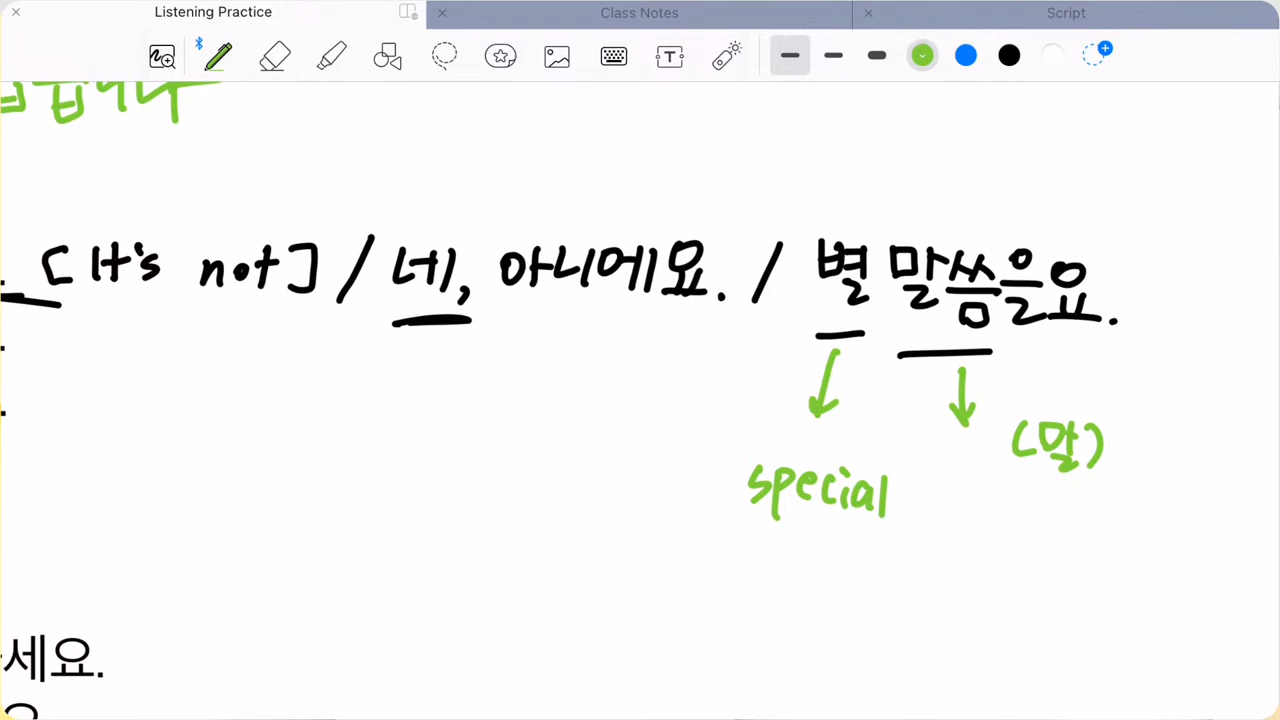 Listening Practice
Class Notes
Script
[It's not] / 네, 아니에요. / 별 말씀을요.
(말)
special
세요.